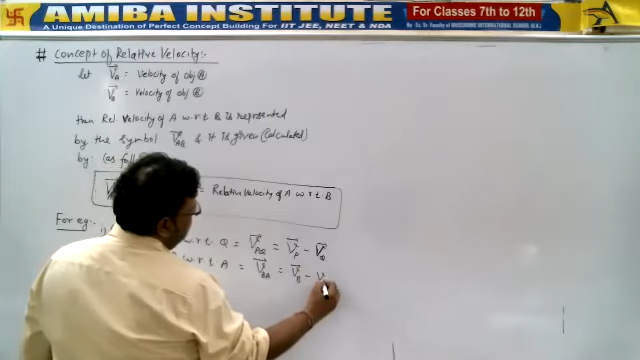 AMIBA INSTITUTE
For Classes 7th to 12th
A Unique Destination of Perfect Concept Building For IIT JEE, NEET & NDA
# Concept of Relative Velocity:-
let V⃗A = Velocity of obj Ⓐ
V⃗B = Velocity of obj Ⓑ
then Rel. Velocity of A w.r.t B is represented
by the symbol V⃗AB & it is given (calculated)
by: (as
= Relative Velocity of A w.r.t B
For eg:-
w.r.t. Q = V⃗PQ = V⃗P - V⃗Q
w.r.t A = V⃗BA = V⃗B - V